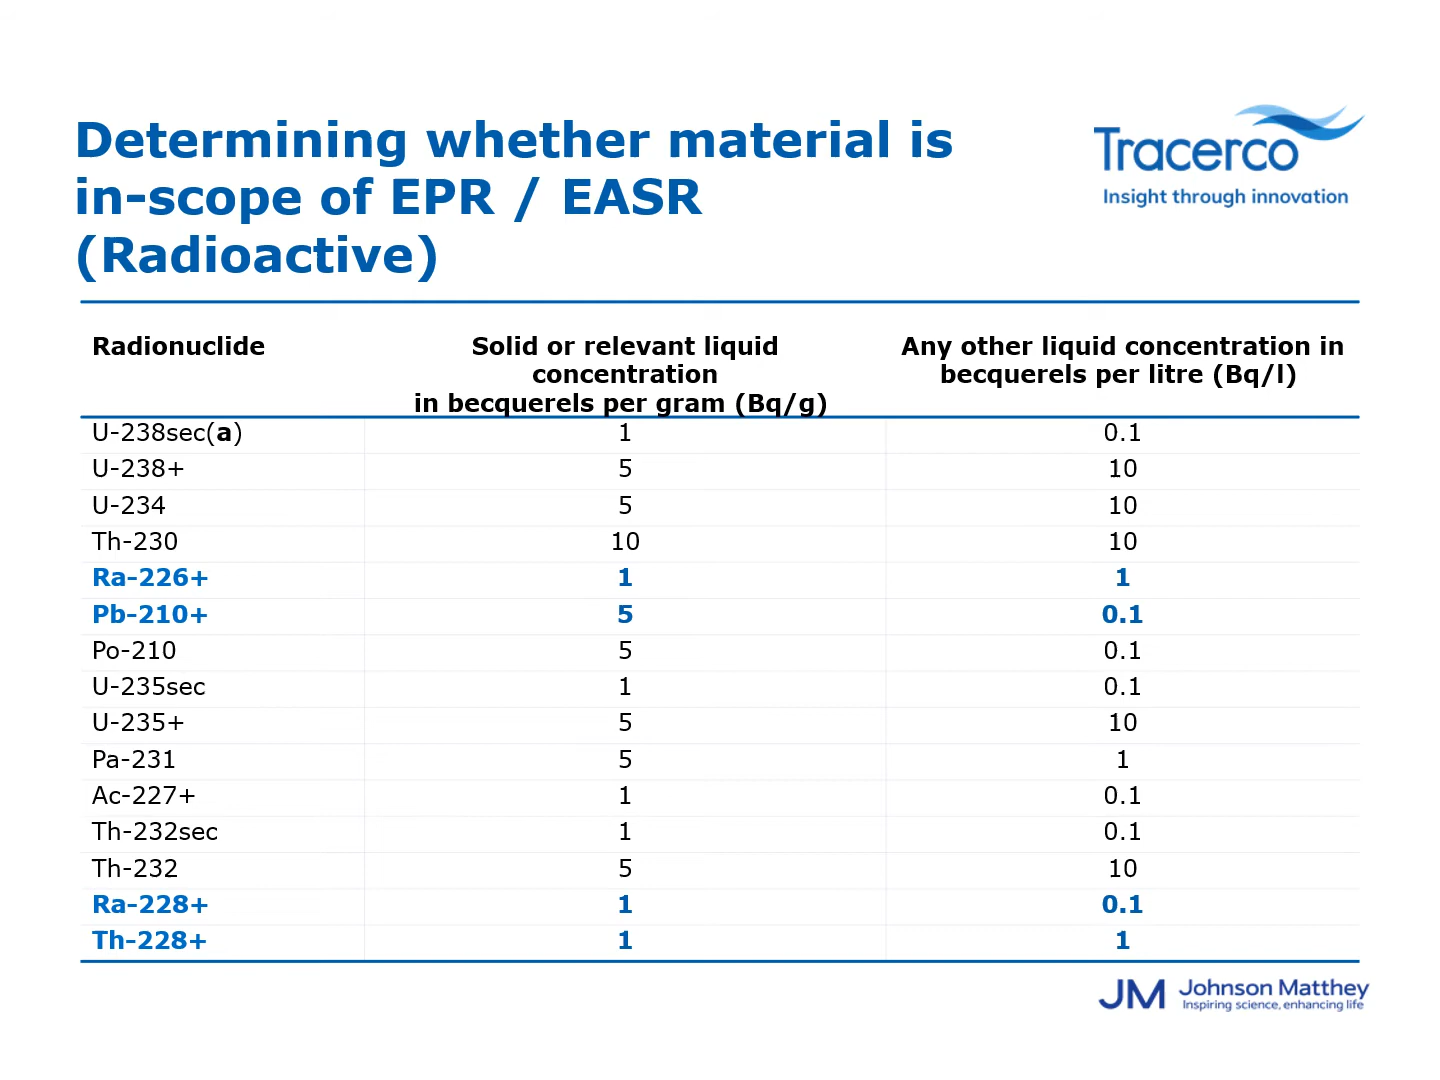 Determining whether material is
in-scope of EPR / EASR
(Radioactive)
Tracerco
Insight through innovation
Radionuclide
Solid or relevant liquid
concentration
in becquerels per gram (Bq/g)
Any other liquid concentration in
becquerels per litre (Bq/l)
U-238sec(a) 1 0.1
U-238+ 5 10
U-234 5 10
Th-230 10 10
Ra-226+ 1 1
Pb-210+ 5 0.1
Po-210 5 0.1
U-235sec 1 0.1
U-235+ 5 10
Pa-231 5 1
Ac-227+ 1 0.1
Th-232sec 1 0.1
Th-232 5 10
Ra-228+ 1 0.1
Th-228+ 1 1
JM Johnson Matthey
Inspiring science, enhancing life